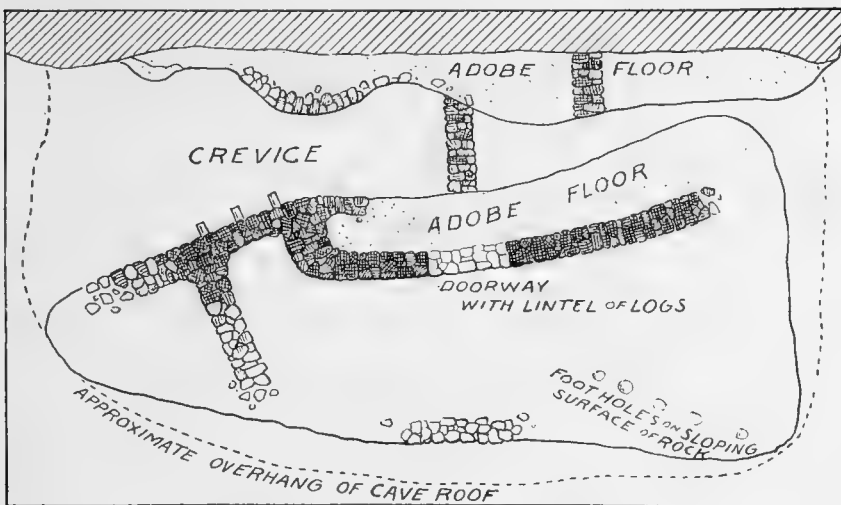 ADOBE FLOOR
CREVICE
ADOBE FLOOR
DOORWAY
WITH LINTEL OF LOGS
FOOT HOLES ON SLOPING
SURFACE OF ROCK
APPROXIMATE OVERHANG OF CAVE ROOF